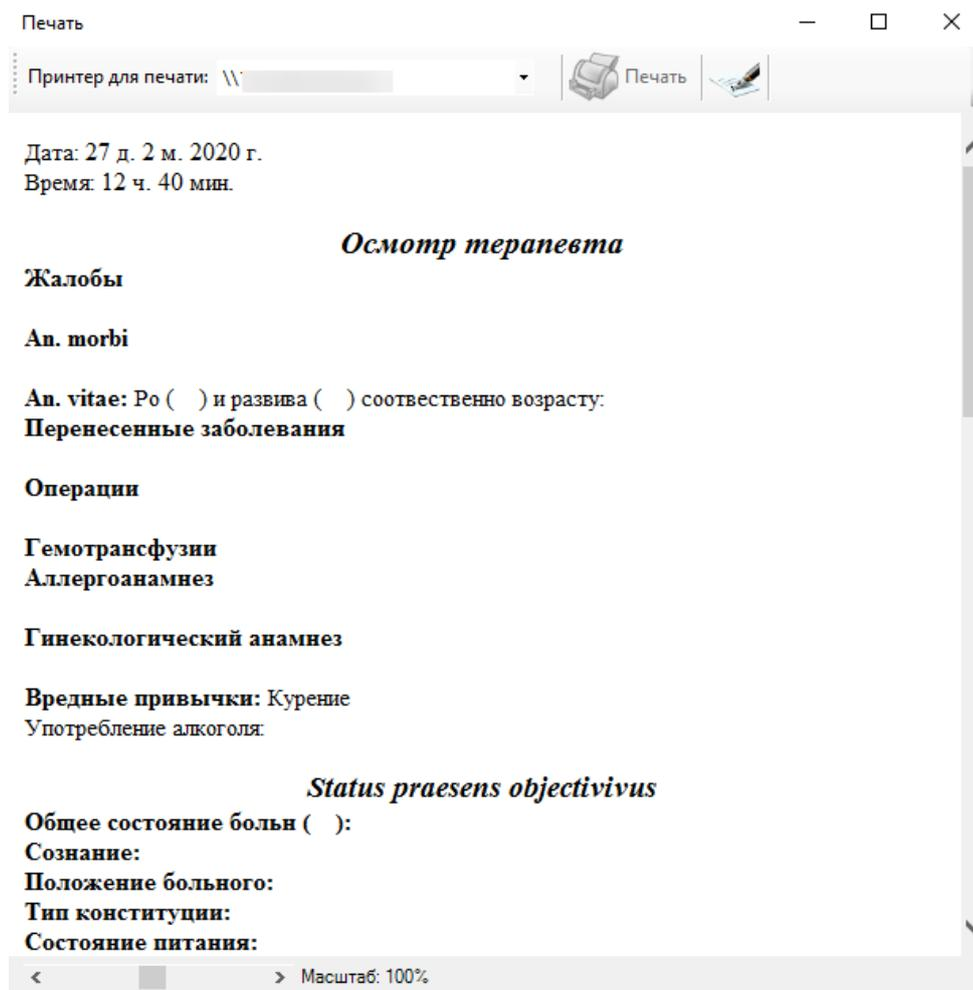 Печать
Принтер для печати: \\
Печать
Дата: 27 д. 2 м. 2020 г.
Время: 12 ч. 40 мин.
Осмотр терапевта
Жалобы
An. morbi
An. vitae: Ро ( ) и развива ( ) соотвественно возрасту:
Перенесенные заболевания
Операции
Гемотрансфузии
Аллергоанамнез
Гинекологический анамнез
Вредные привычки: Курение
Употребление алкоголя:
Status praesens objectivivus
Общее состояние больн ( ):
Сознание:
Положение больного:
Тип конституции:
Состояние питания:
Масштаб: 100%